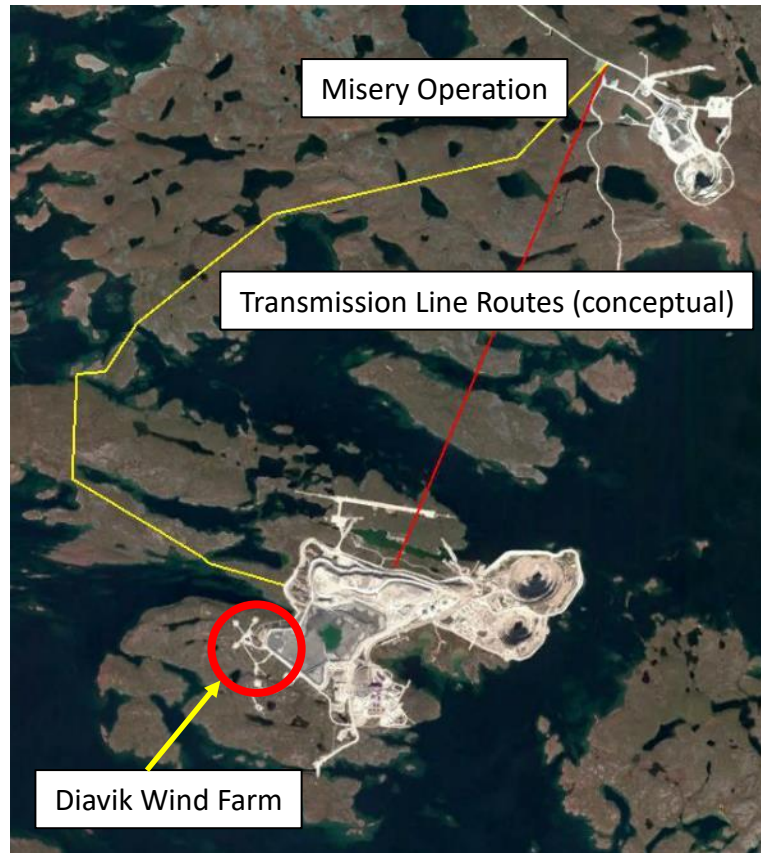 Misery Operation
Transmission Line Routes (conceptual)
Diavik Wind Farm